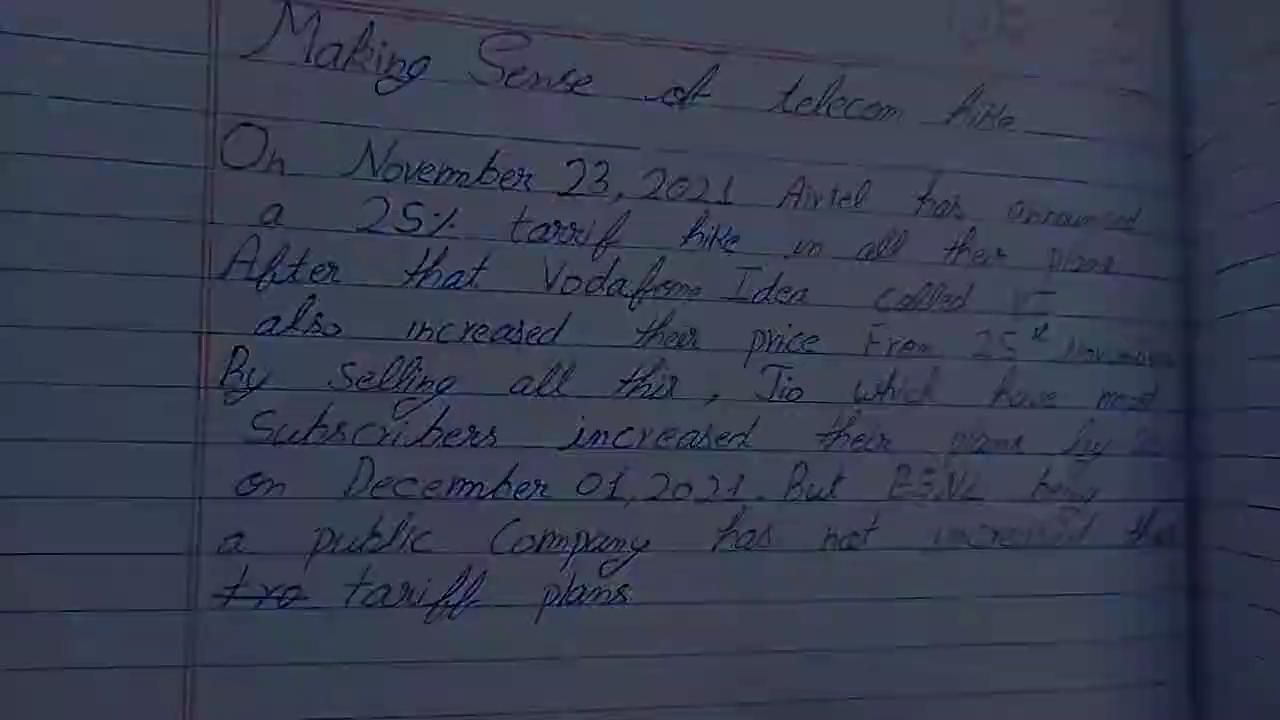 Making Sense of telecom hike
On November 23, 2021 Airtel has announced
a 25% tarrif hike in all their plans
After that Vodafone Idea called VI
also increased their price From 25
By selling all this, Jio which have most
Subscribers increased their plans by
on December 01, 2021. But BSNL being
a public Company has not increased
tro tariff plans